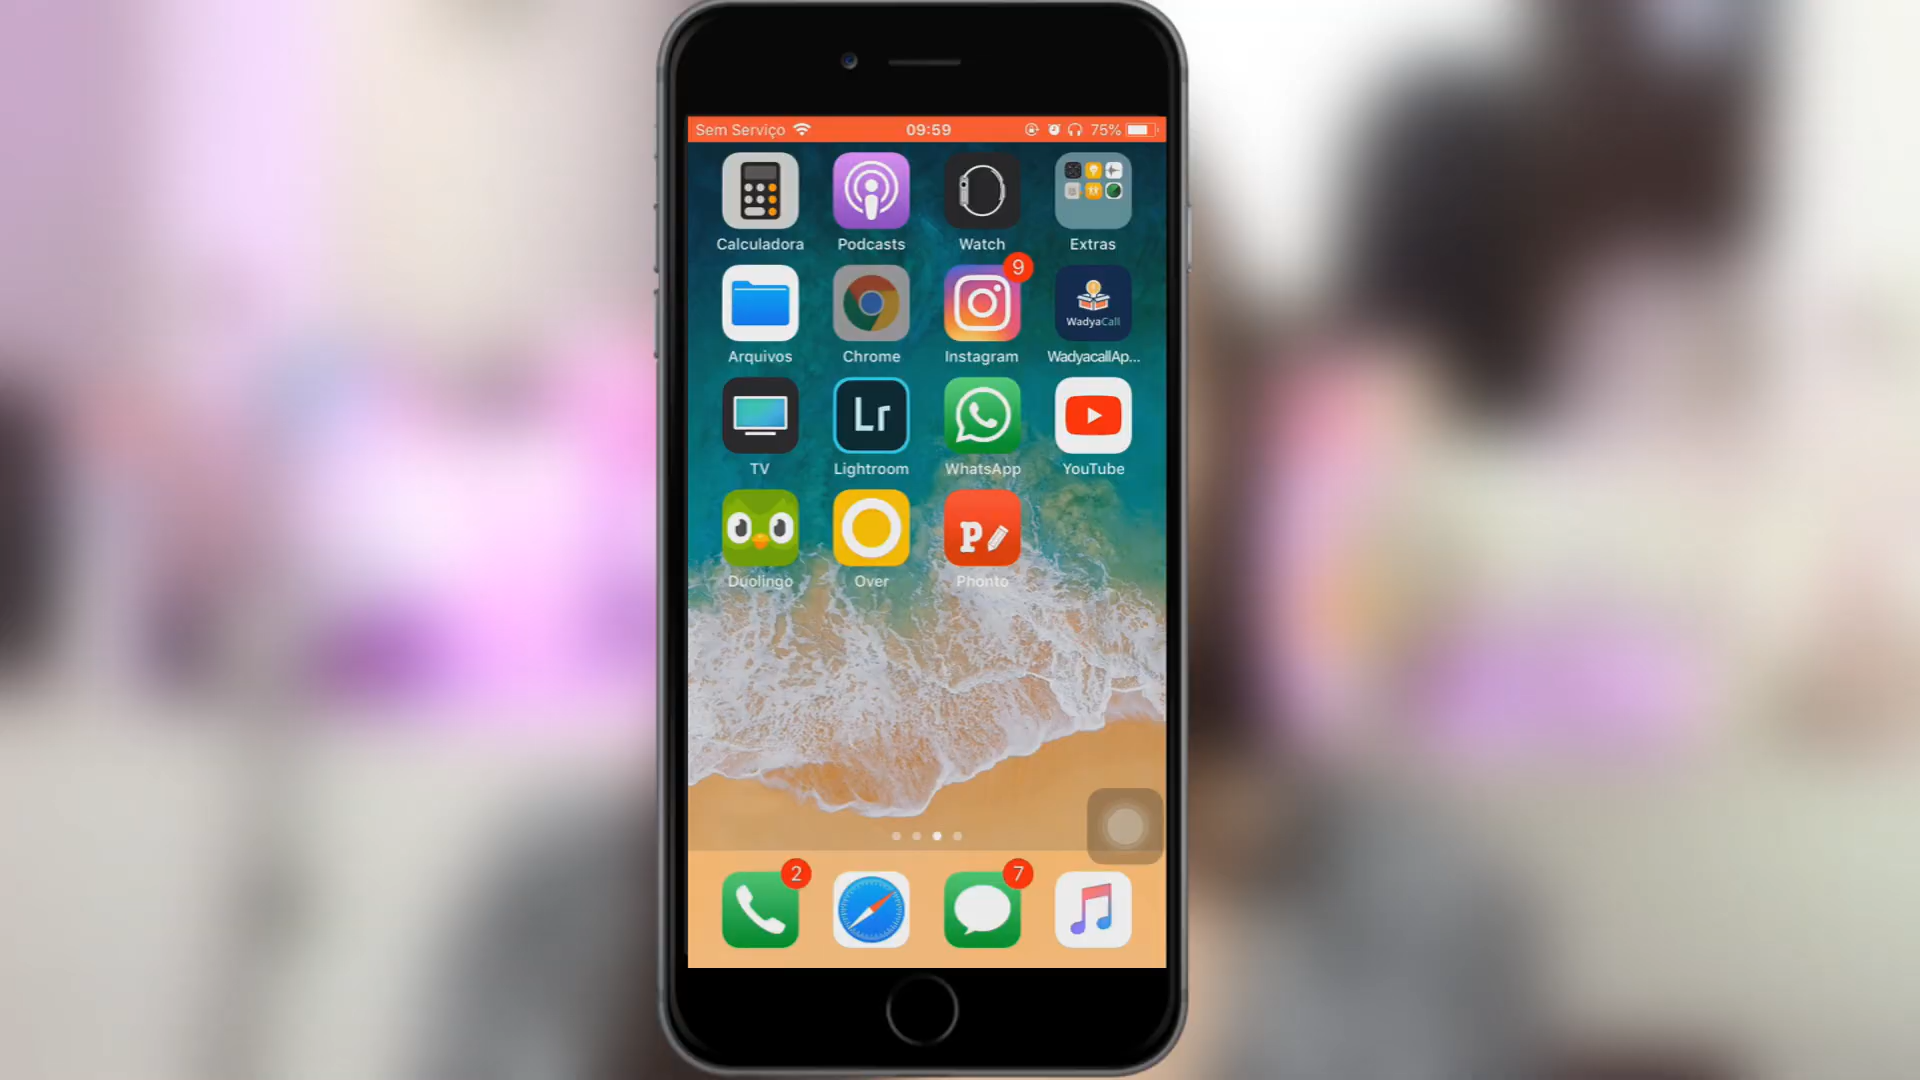 Sem Serviço 09:59 75%
Calculadora Podcasts Watch Extras
9
WadyaCall
Arquivos Chrome Instagram WadyacallAp...
Lr
TV Lightroom WhatsApp YouTube
P
Duolingo Over Phonto
2 7